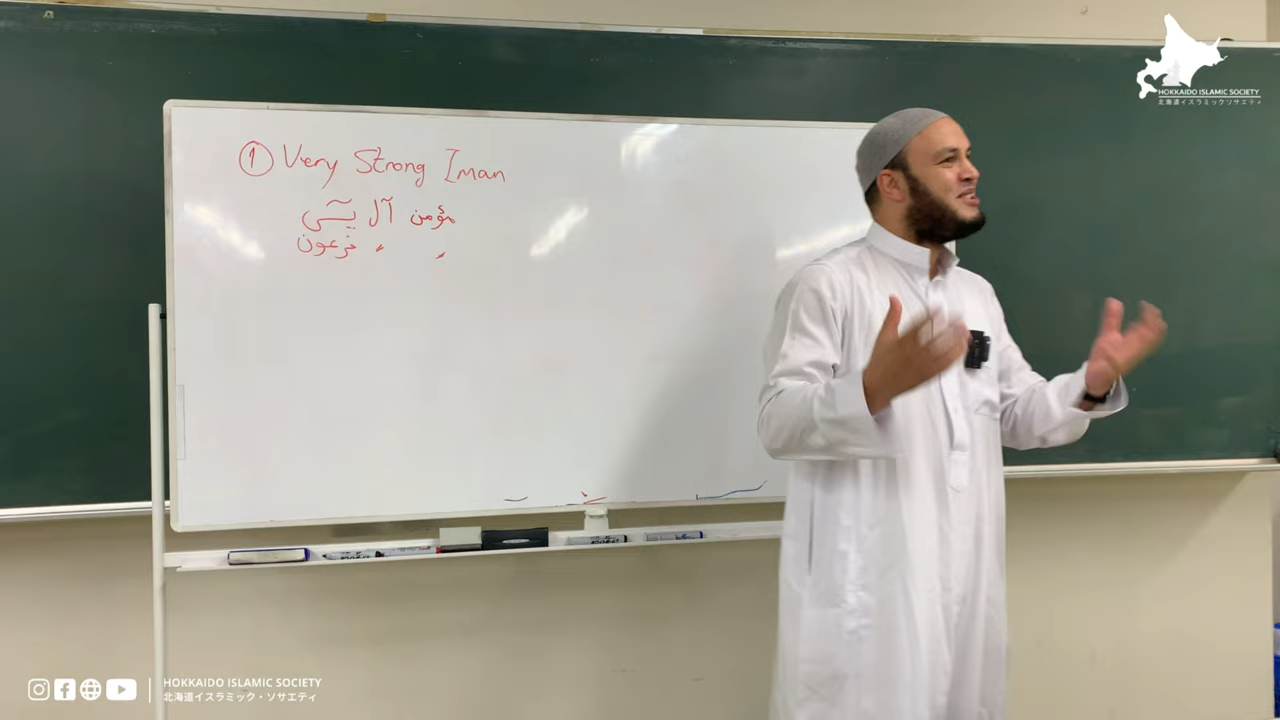 HOKKAIDO ISLAMIC SOCIETY
北海道イスラミックソサエティ
① Very Strong Iman
مؤمن آل يــٓسٓ
〃 〃 فرعون
HOKKAIDO ISLAMIC SOCIETY
北海道イスラミック・ソサエティ